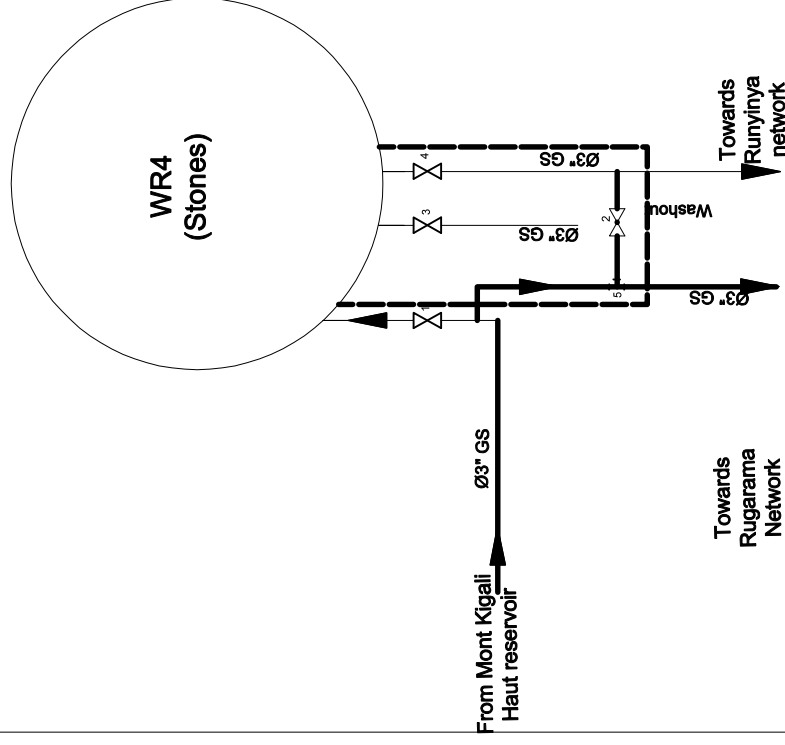 WR4
(Stones)
1
3
4
Ø3" GS
Ø3" GS
2
Washou
5
Ø3" GS
Towards
Runyinya
network
Ø3" GS
From Mont Kigali
Haut reservoir
Towards
Rugarama
Network